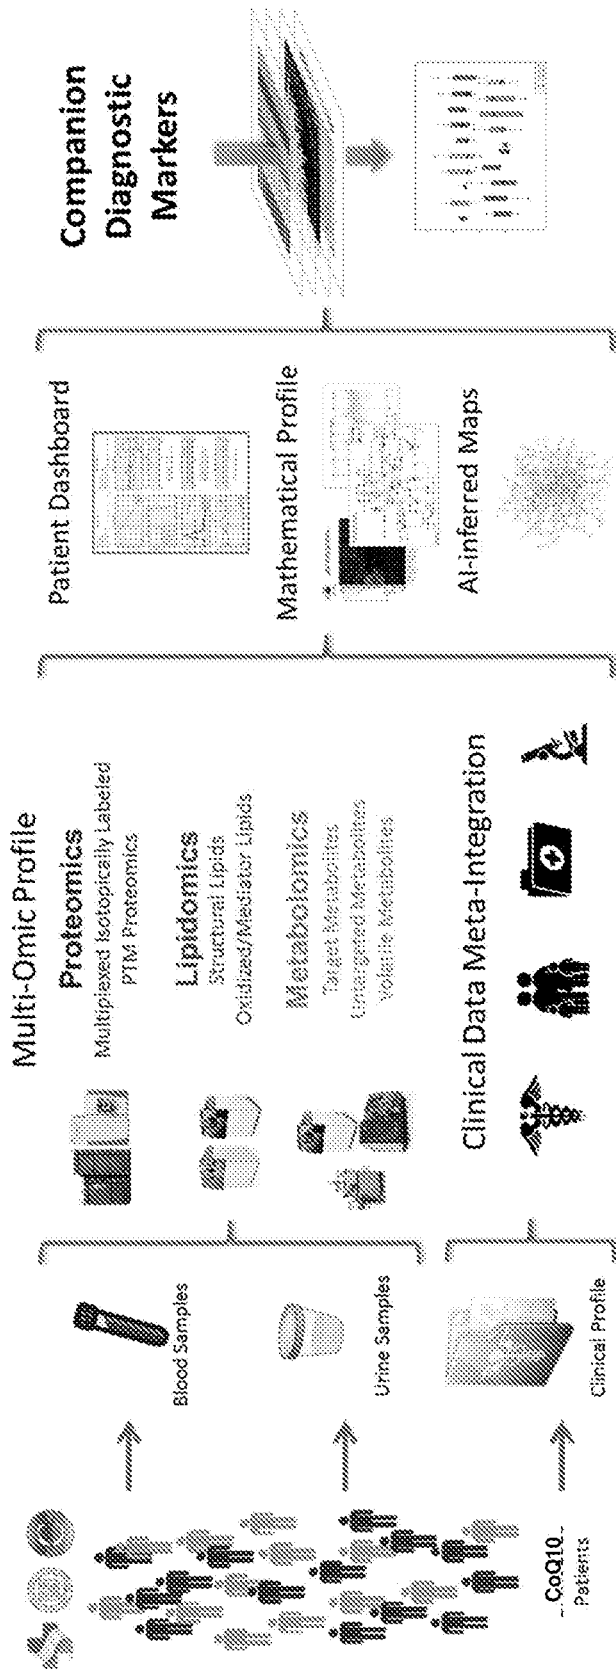 CoQ10
Patients
Blood Samples
Urine Samples
Clinical Profile
Multi-Omic Profile
Proteomics
Multiplexed Isotopically Labeled
PTM Proteomics
Lipidomics
Structural Lipids
Oxidized/Mediator Lipids
Metabolomics
Target Metabolites
Untargeted Metabolites
Volatile Metabolites
Clinical Data Meta-Integration
Patient Dashboard
Mathematical Profile
AI-inferred Maps
Companion
Diagnostic
Markers